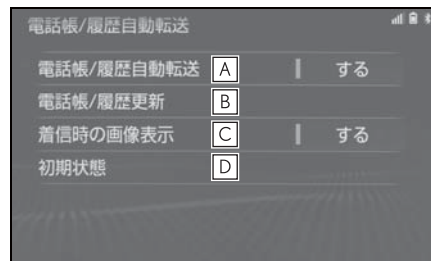 電話帳/履歴自動転送
電話帳/履歴自動転送 A する
電話帳/履歴更新 B
着信時の画像表示 C する
初期状態 D